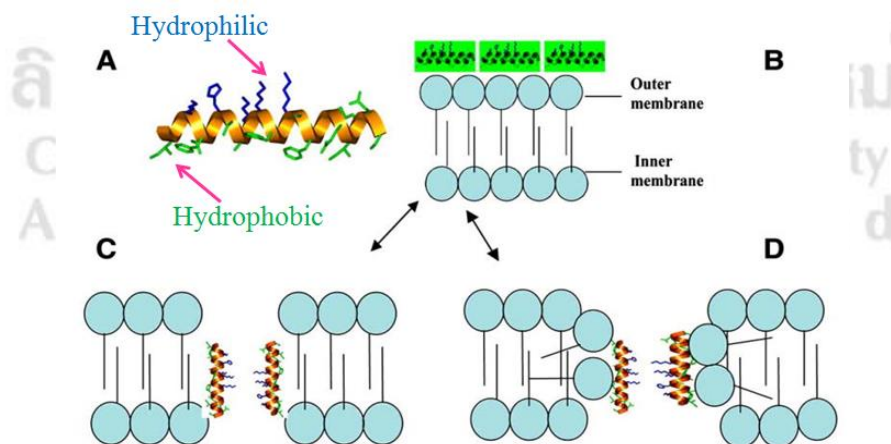 Hydrophilic
A
B
Outer
membrane
Inner
membrane
Hydrophobic
C
D